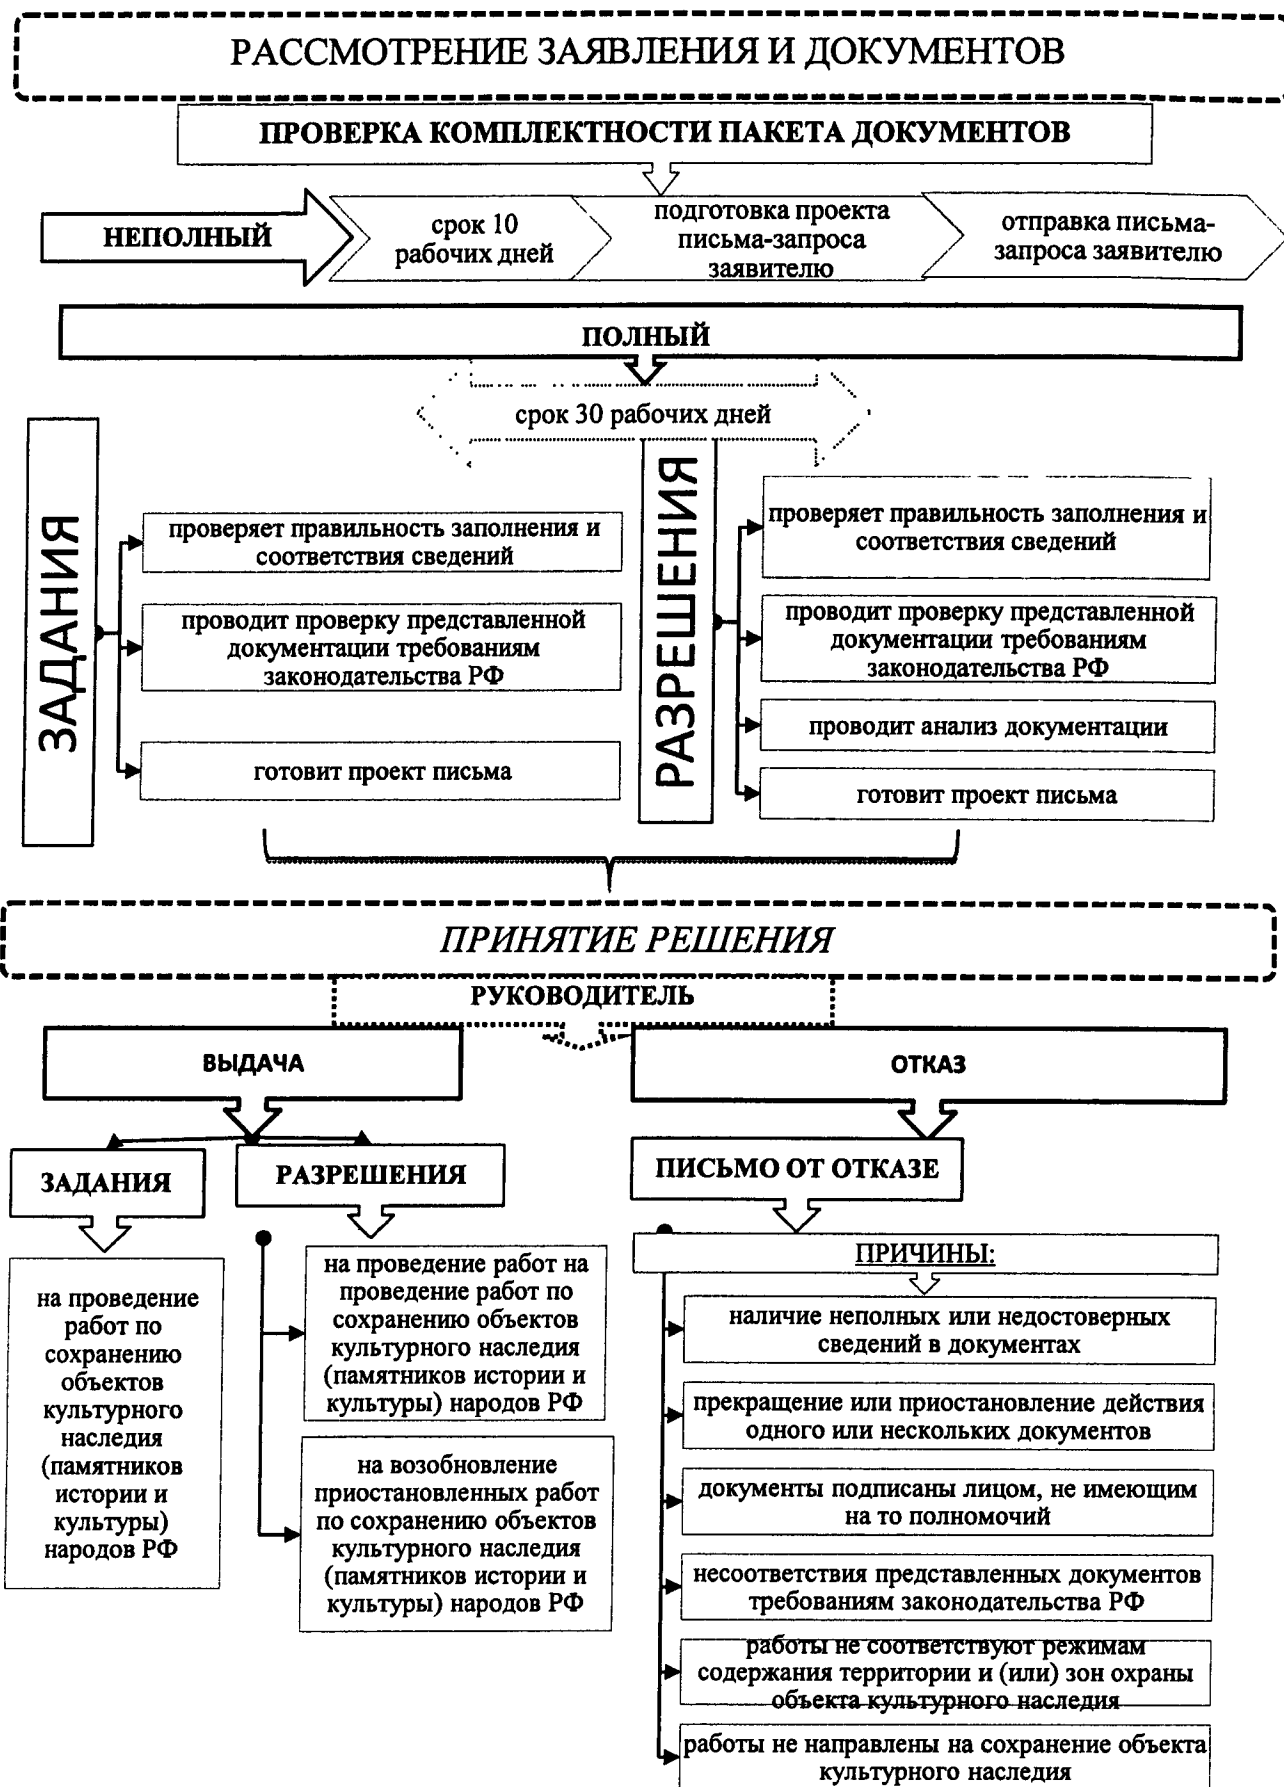 РАССМОТРЕНИЕ ЗАЯВЛЕНИЯ И ДОКУМЕНТОВ
ПРОВЕРКА КОМПЛЕКТНОСТИ ПАКЕТА ДОКУМЕНТОВ
НЕПОЛНЫЙ
срок 10
рабочих дней
подготовка проекта
письма-запроса
заявителю
отправка письма-
запроса заявителю
ПОЛНЫЙ
срок 30 рабочих дней
ЗАДАНИЯ
проверяет правильность заполнения и
соответствия сведений
проводит проверку представленной
документации требованиям
законодательства РФ
готовит проект письма
РАЗРЕШЕНИЯ
проверяет правильность заполнения и
соответствия сведений
проводит проверку представленной
документации требованиям
законодательства РФ
проводит анализ документации
готовит проект письма
ПРИНЯТИЕ РЕШЕНИЯ
РУКОВОДИТЕЛЬ
ВЫДАЧА
ЗАДАНИЯ
на проведение
работ по
сохранению
объектов
культурного
наследия
(памятников
истории и
культуры)
народов РФ
РАЗРЕШЕНИЯ
на проведение работ на
проведение работ по
сохранению объектов
культурного наследия
(памятников истории и
культуры) народов РФ
на возобновление
приостановленных работ
по сохранению объектов
культурного наследия
(памятников истории и
культуры) народов РФ
ОТКАЗ
ПИСЬМО ОТ ОТКАЗЕ
ПРИЧИНЫ:
наличие неполных или недостоверных
сведений в документах
прекращение или приостановление действия
одного или нескольких документов
документы подписаны лицом, не имеющим
на то полномочий
несоответствия представленных документов
требованиям законодательства РФ
работы не соответствуют режимам
содержания территории и (или) зон охраны
объекта культурного наследия
работы не направлены на сохранение объекта
культурного наследия